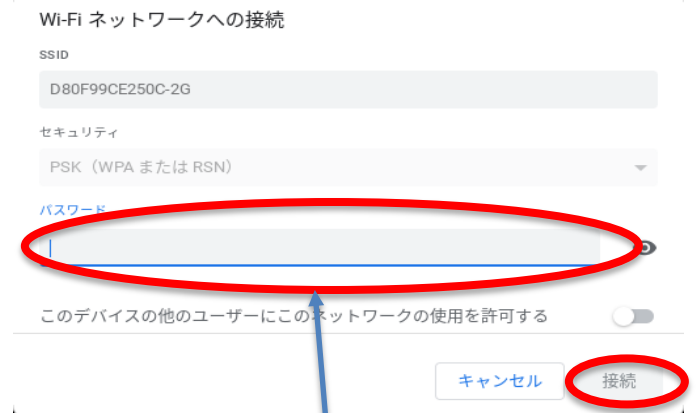 Wi-Fi ネットワークへの接続
SSID
D80F99CE250C-2G
セキュリティ
PSK（WPA または RSN）
パスワード
このデバイスの他のユーザーにこのネットワークの使用を許可する
キャンセル
接続